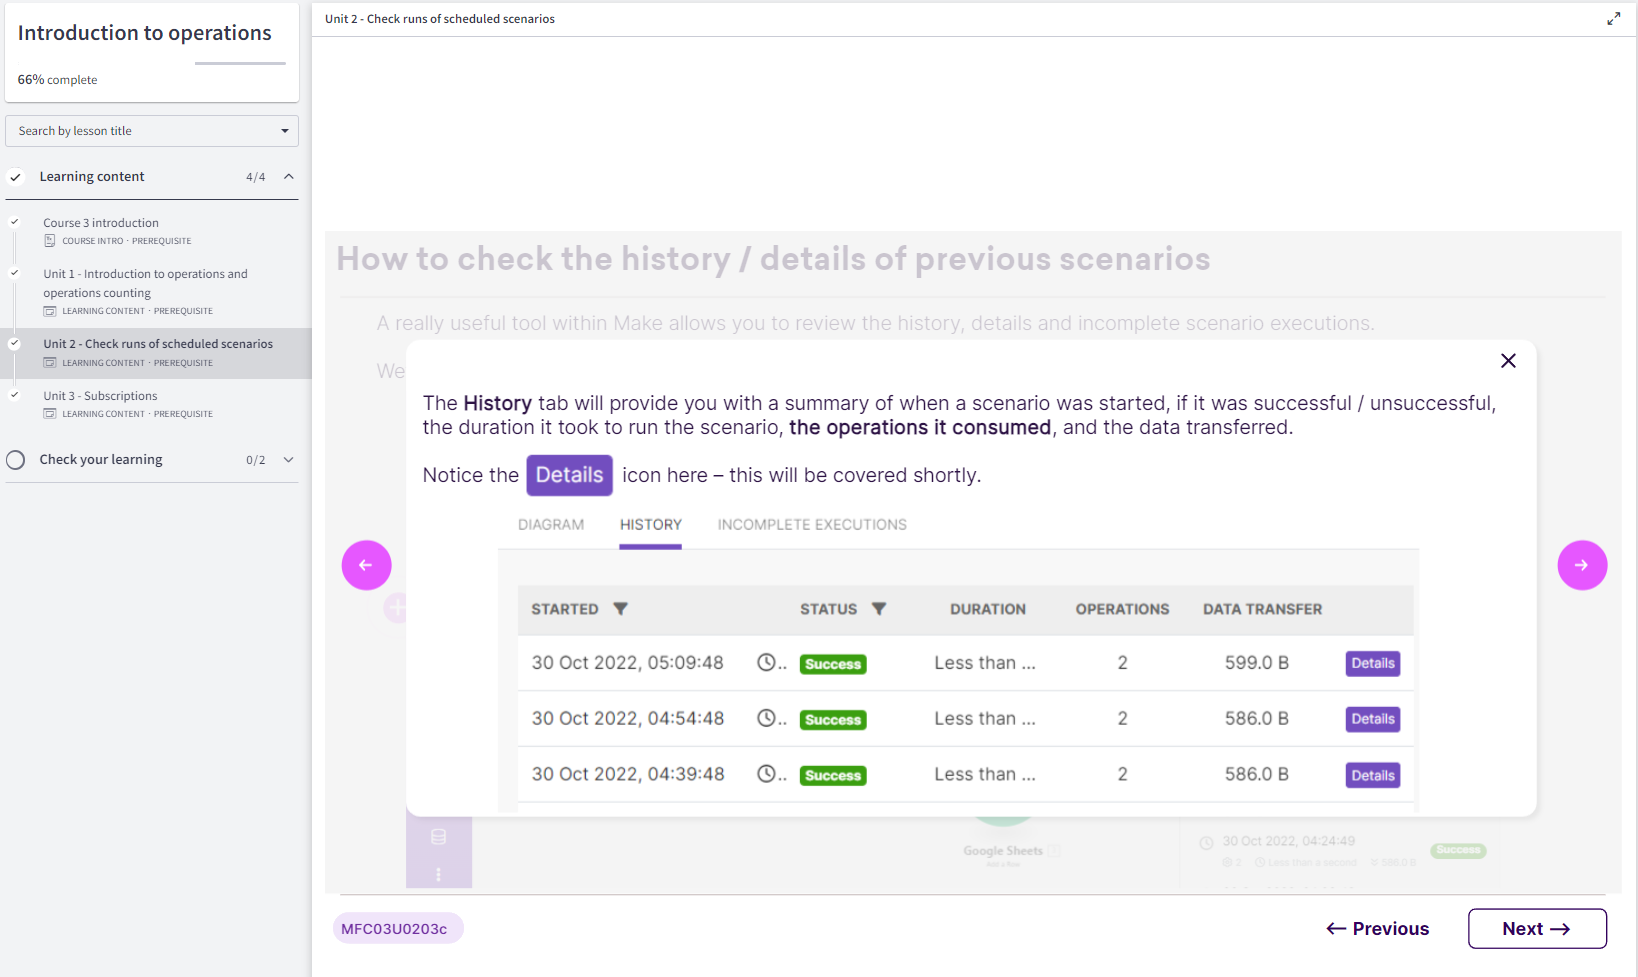 Introduction to operations
66% complete
Search by lesson title
Learning content 4/4
Course 3 introduction
COURSE INTRO · PREREQUISITE
Unit 1 - Introduction to operations and
operations counting
LEARNING CONTENT · PREREQUISITE
Unit 2 - Check runs of scheduled scenarios
LEARNING CONTENT · PREREQUISITE
Unit 3 - Subscriptions
LEARNING CONTENT · PREREQUISITE
Check your learning 0/2
Unit 2 - Check runs of scheduled scenarios
How to check the history / details of previous scenarios
A really useful tool within Make allows you to review the history, details and incomplete scenario executions.
We
The History tab will provide you with a summary of when a scenario was started, if it was successful / unsuccessful,
the duration it took to run the scenario, the operations it consumed, and the data transferred.
Notice the Details icon here – this will be covered shortly.
DIAGRAM HISTORY INCOMPLETE EXECUTIONS
STARTED STATUS DURATION OPERATIONS DATA TRANSFER
30 Oct 2022, 05:09:48 .. Success Less than ... 2 599.0 B Details
30 Oct 2022, 04:54:48 .. Success Less than ... 2 586.0 B Details
30 Oct 2022, 04:39:48 .. Success Less than ... 2 586.0 B Details
Google Sheets
Add a Row
30 Oct 2022, 04:24:49
Success
2 Less than a second 586.0 B
MFC03U0203c
Previous
Next